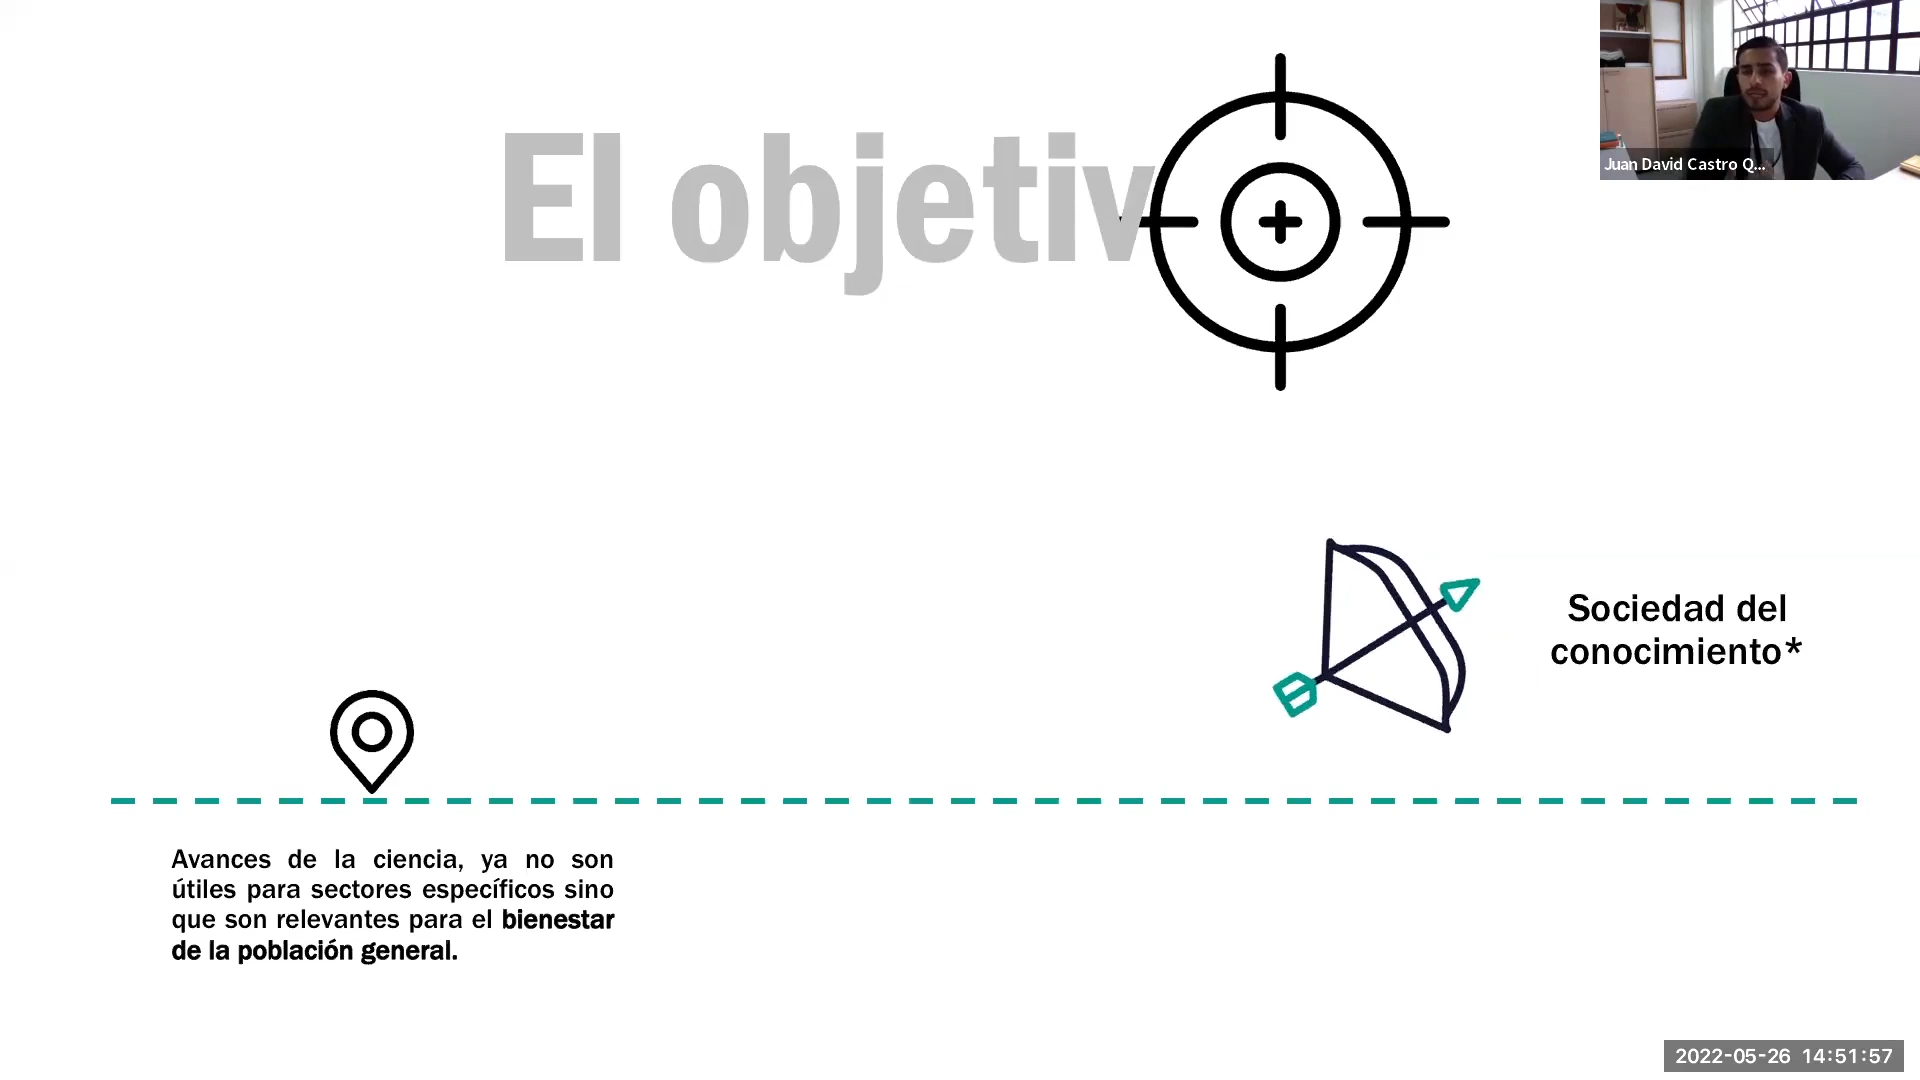 El objetiv
Juan David Castro Q...
Sociedad del
conocimiento*
Avances de la ciencia, ya no son
útiles para sectores específicos sino
que son relevantes para el bienestar
de la población general.
2022-05-26 14:51:57